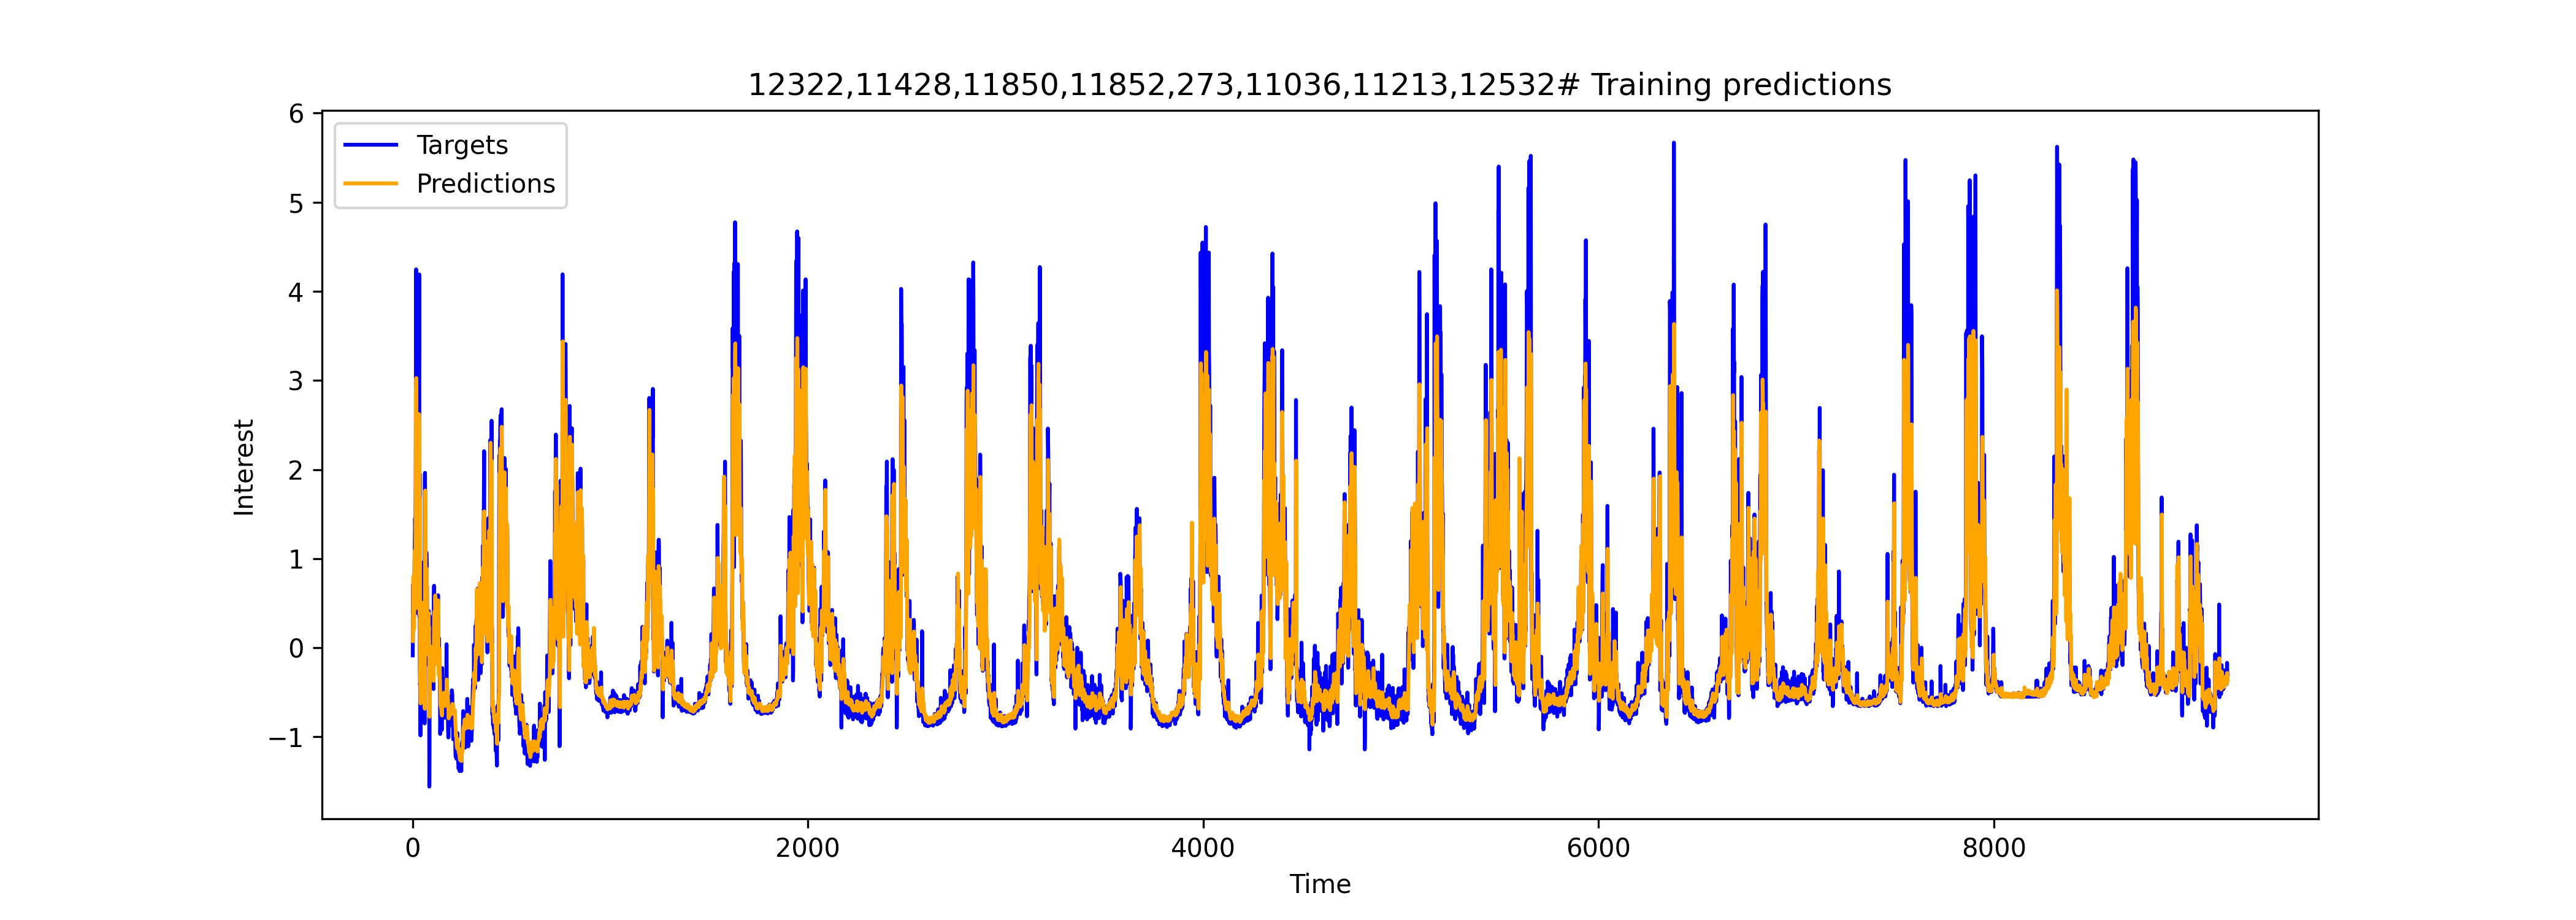 12322,11428,11850,11852,273,11036,11213,12532# Training predictions
Targets
Predictions
Interest
6
5
4
3
2
1
0
−1
0 2000 4000 6000 8000
Time